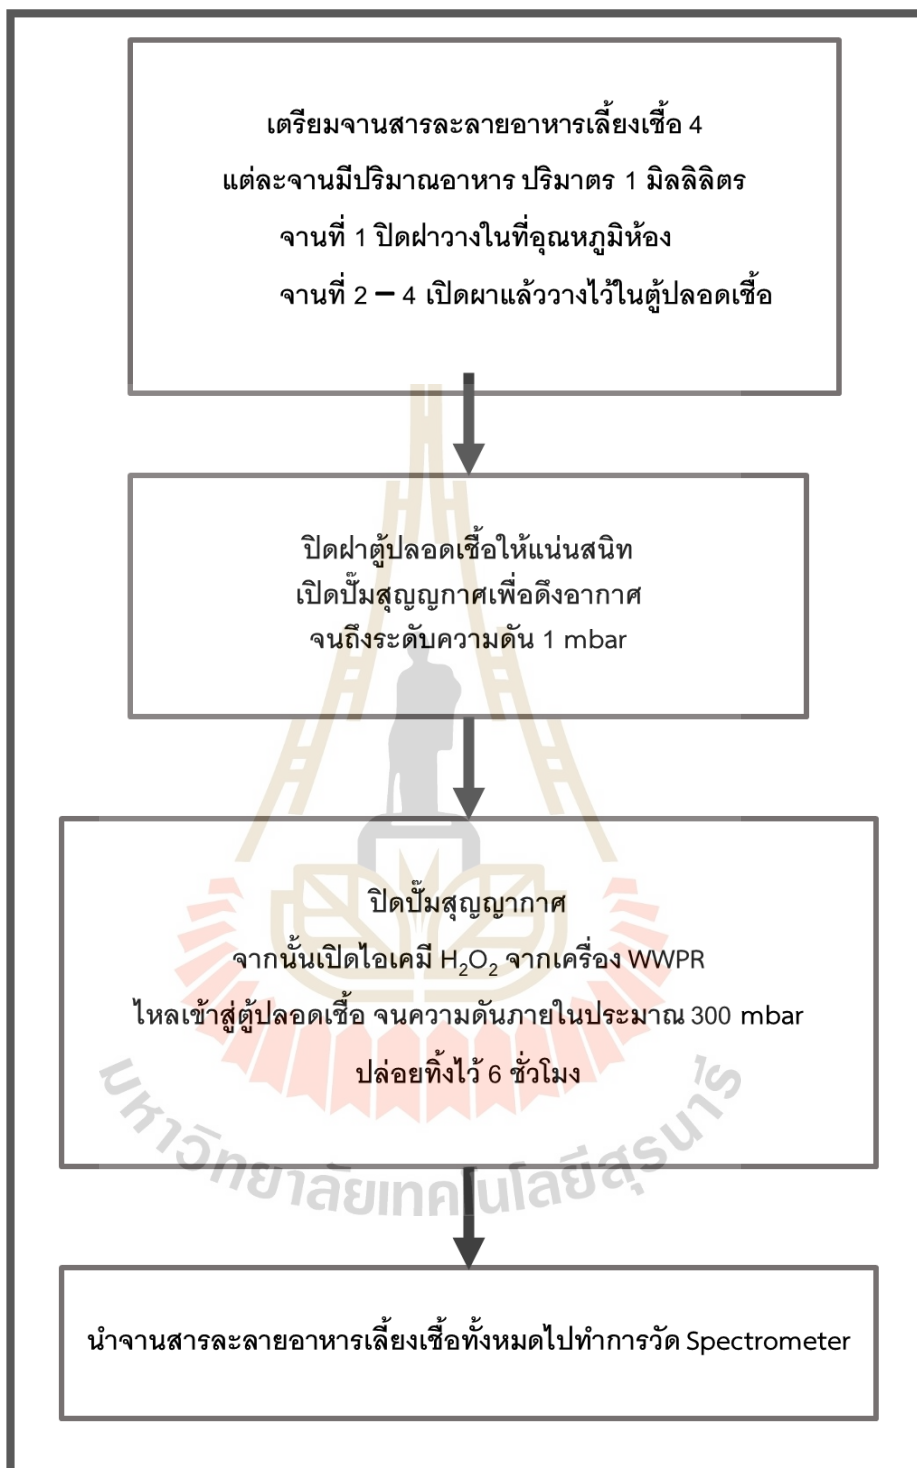 เตรียมจานสารละลายอาหารเลี้ยงเชื้อ 4
แต่ละจานมีปริมาณอาหาร ปริมาตร 1 มิลลิลิตร
จานที่ 1 ปิดฝาวางในที่อุณหภูมิห้อง
จานที่ 2 – 4 เปิดผาแล้ววางไว้ในตู้ปลอดเชื้อ
ปิดฝาตู้ปลอดเชื้อให้แน่นสนิท
เปิดปั๊มสุญญกาศเพื่อดึงอากาศ
จนถึงระดับความดัน 1 mbar
ปิดปั๊มสุญญากาศ
จากนั้นเปิดไอเคมี H₂O₂ จากเครื่อง WWPR
ไหลเข้าสู่ตู้ปลอดเชื้อ จนความดันภายในประมาณ 300 mbar
ปล่อยทิ้งไว้ 6 ชั่วโมง
มหาวิทยาลัยเทคโนโลยีสุรนารี
นำจานสารละลายอาหารเลี้ยงเชื้อทั้งหมดไปทำการวัด Spectrometer